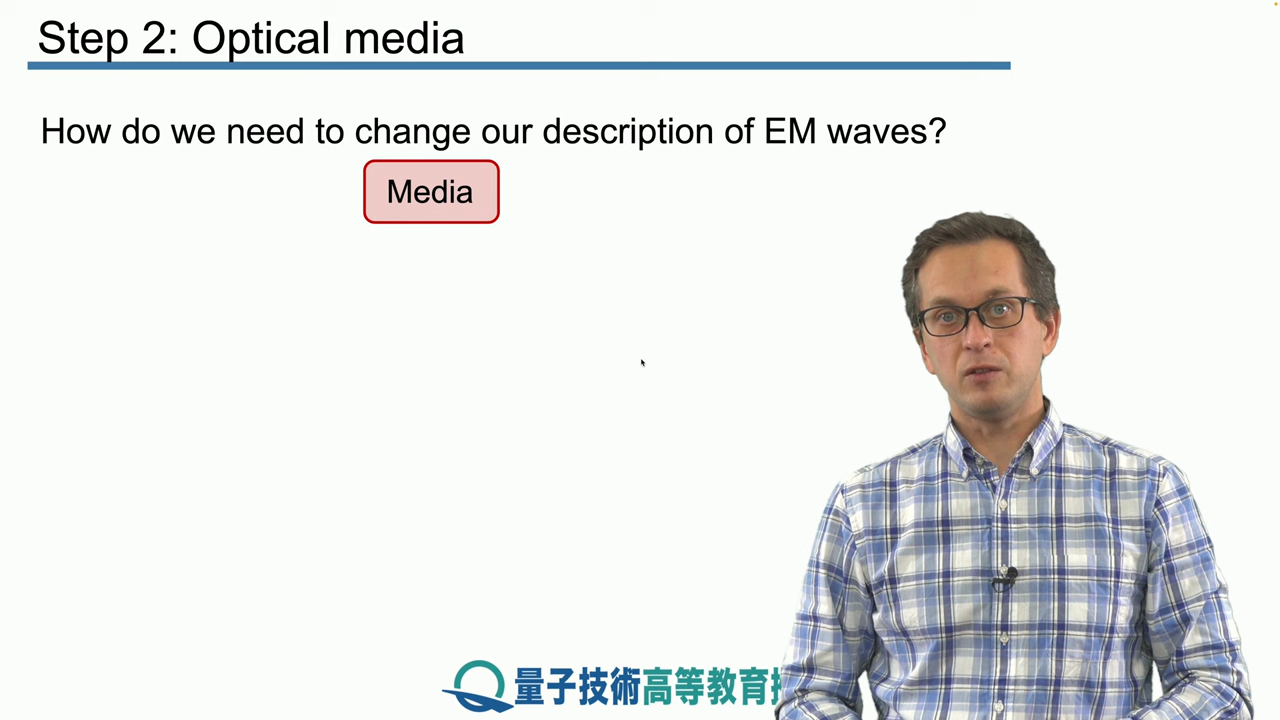 Step 2: Optical media
How do we need to change our description of EM waves?
Media
量子技術高等教育